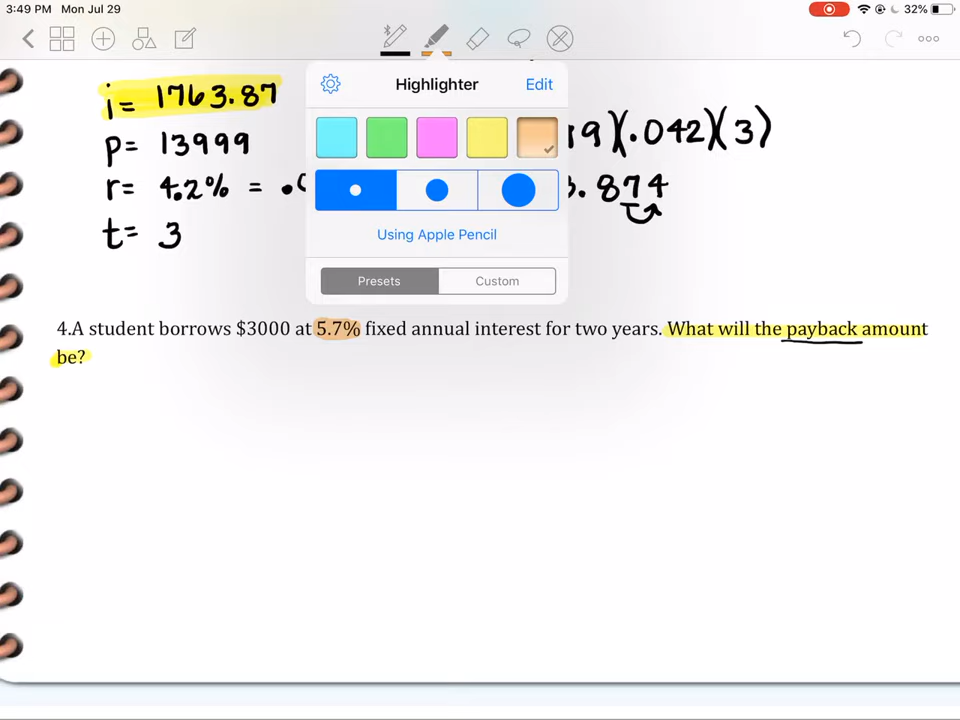 3:49 PM Mon Jul 29
32%
Highlighter
Edit
i= 1763.87
p= 13999
r= 4.2% = .0
t= 3
9)(.042)(3)
.874
Using Apple Pencil
Presets
Custom
4.A student borrows $3000 at 5.7% fixed annual interest for two years. What will the payback amount
be?